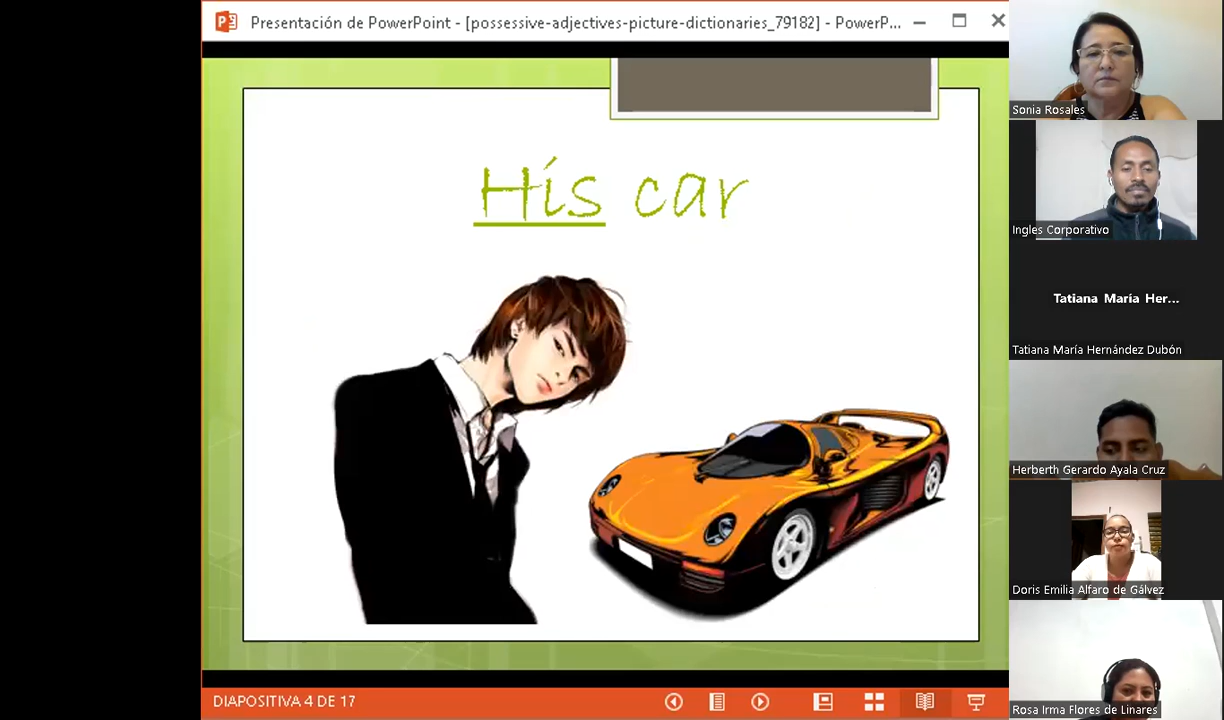 Presentación de PowerPoint - [possessive-adjectives-picture-dictionaries_79182] - PowerP...
His car
DIAPOSITIVA 4 DE 17
Sonia Rosales
Ingles Corporativo
Tatiana María Her...
Tatiana María Hernández Dubón
Herberth Gerardo Ayala Cruz
Doris Emilia Alfaro de Gálvez
Rosa Irma Flores de Linares